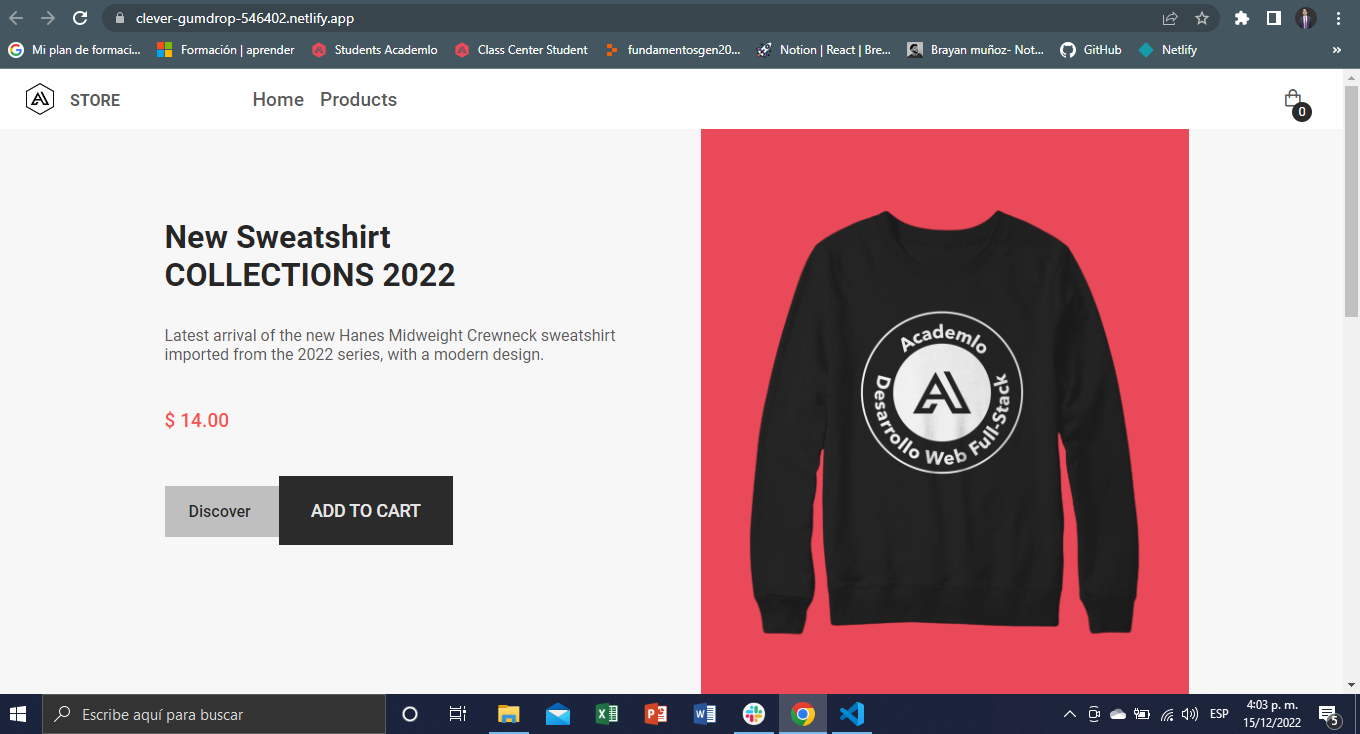 clever-gumdrop-546402.netlify.app
Mi plan de formaci... Formación | aprender Students Academlo Class Center Student fundamentosgen20... Notion | React | Bre... Brayan muñoz- Not... GitHub Netlify »
STORE Home Products
0
New Sweatshirt
COLLECTIONS 2022
Latest arrival of the new Hanes Midweight Crewneck sweatshirt
imported from the 2022 series, with a modern design.
$ 14.00
Discover ADD TO CART
Academlo
Desarrollo Web Full-Stack
Escribe aquí para buscar
ESP
4:03 p. m.
15/12/2022
5